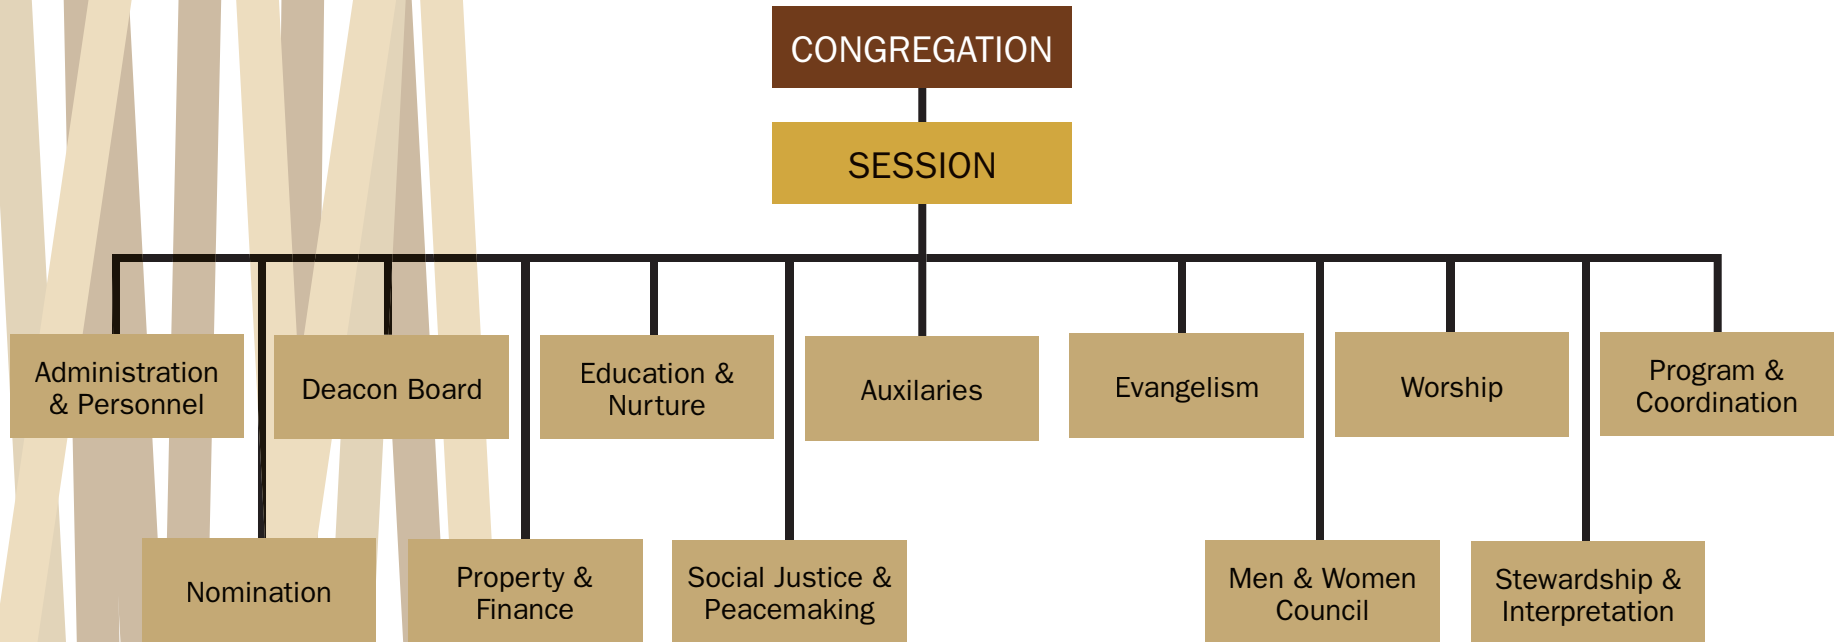 CONGREGATION
SESSION
Administration
& Personnel
Deacon Board
Education &
Nurture
Auxilaries
Evangelism
Worship
Program &
Coordination
Nomination
Property &
Finance
Social Justice &
Peacemaking
Men & Women
Council
Stewardship &
Interpretation